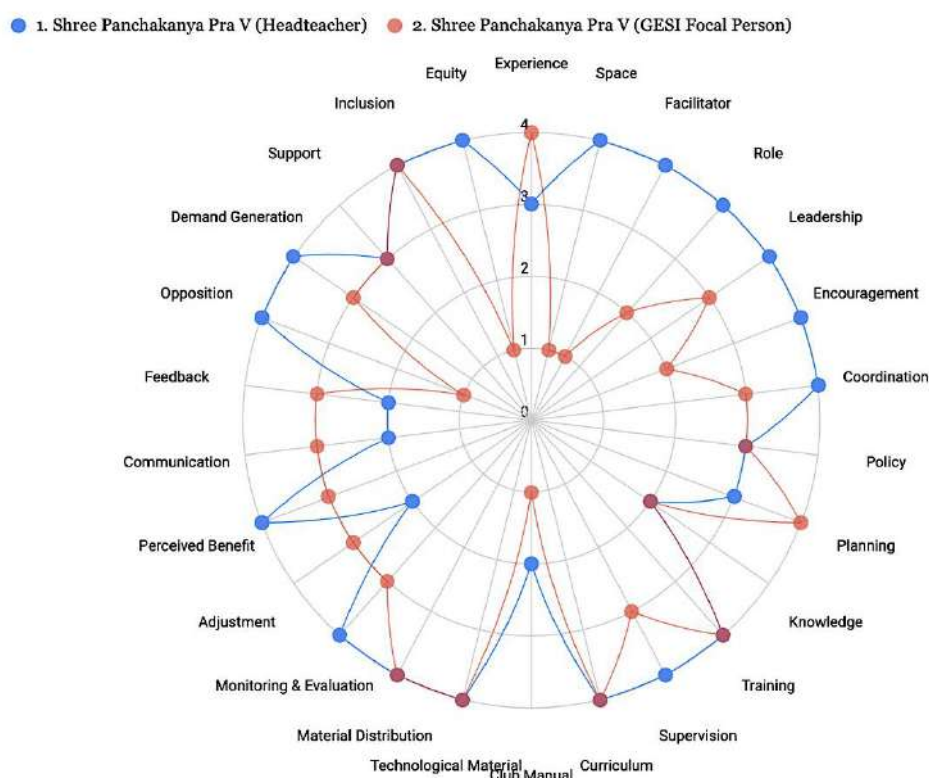 1. Shree Panchakanya Pra V (Headteacher)
2. Shree Panchakanya Pra V (GESI Focal Person)
Experience
Space
Facilitator
Role
Leadership
Encouragement
Coordination
Policy
Planning
Knowledge
Training
Supervision
Curriculum
Club Manual
Technological Material
Material Distribution
Monitoring & Evaluation
Adjustment
Perceived Benefit
Communication
Feedback
Opposition
Demand Generation
Support
Inclusion
Equity
4
3
2
1
0